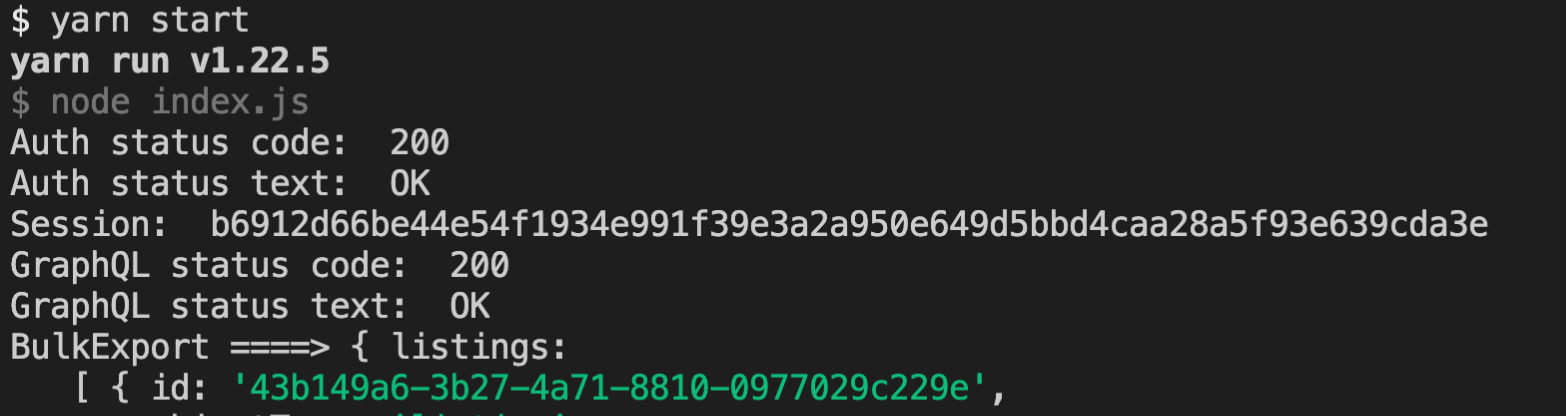 $ yarn start
yarn run v1.22.5
$ node index.js
Auth status code:  200
Auth status text:  OK
Session:  b6912d66be44e54f1934e991f39e3a2a950e649d5bbd4caa28a5f93e639cda3e
GraphQL status code:  200
GraphQL status text:  OK
BulkExport ====> { listings:
   [ { id: '43b149a6-3b27-4a71-8810-0977029c229e',